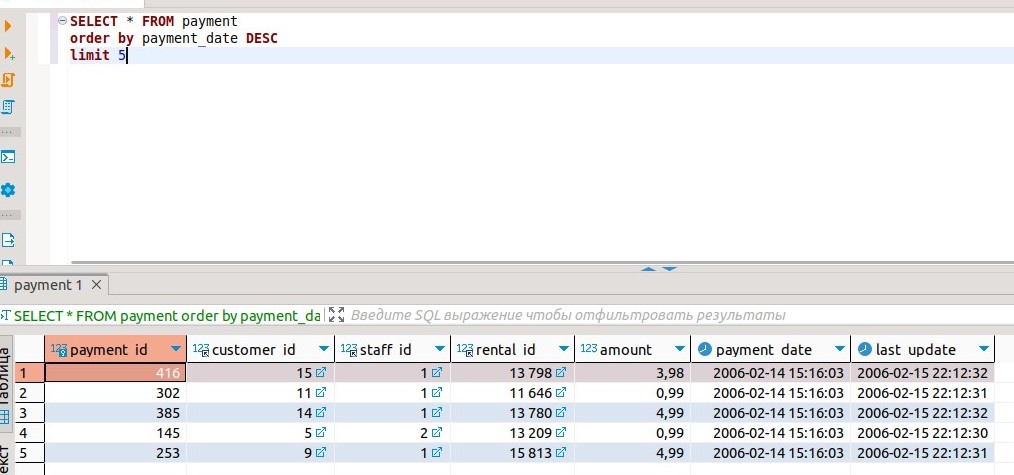 SELECT * FROM payment
order by payment_date DESC
limit 5
payment 1
SELECT * FROM payment order by payment_da Введите SQL выражение чтобы отфильтровать результаты
Таблица
payment_id customer_id staff_id rental_id amount payment_date last_update
1 416 15 1 13 798 3,98 2006-02-14 15:16:03 2006-02-15 22:12:32
2 302 11 1 11 646 0,99 2006-02-14 15:16:03 2006-02-15 22:12:31
3 385 14 1 13 780 4,99 2006-02-14 15:16:03 2006-02-15 22:12:32
4 145 5 2 13 209 0,99 2006-02-14 15:16:03 2006-02-15 22:12:30
5 253 9 1 15 813 4,99 2006-02-14 15:16:03 2006-02-15 22:12:31